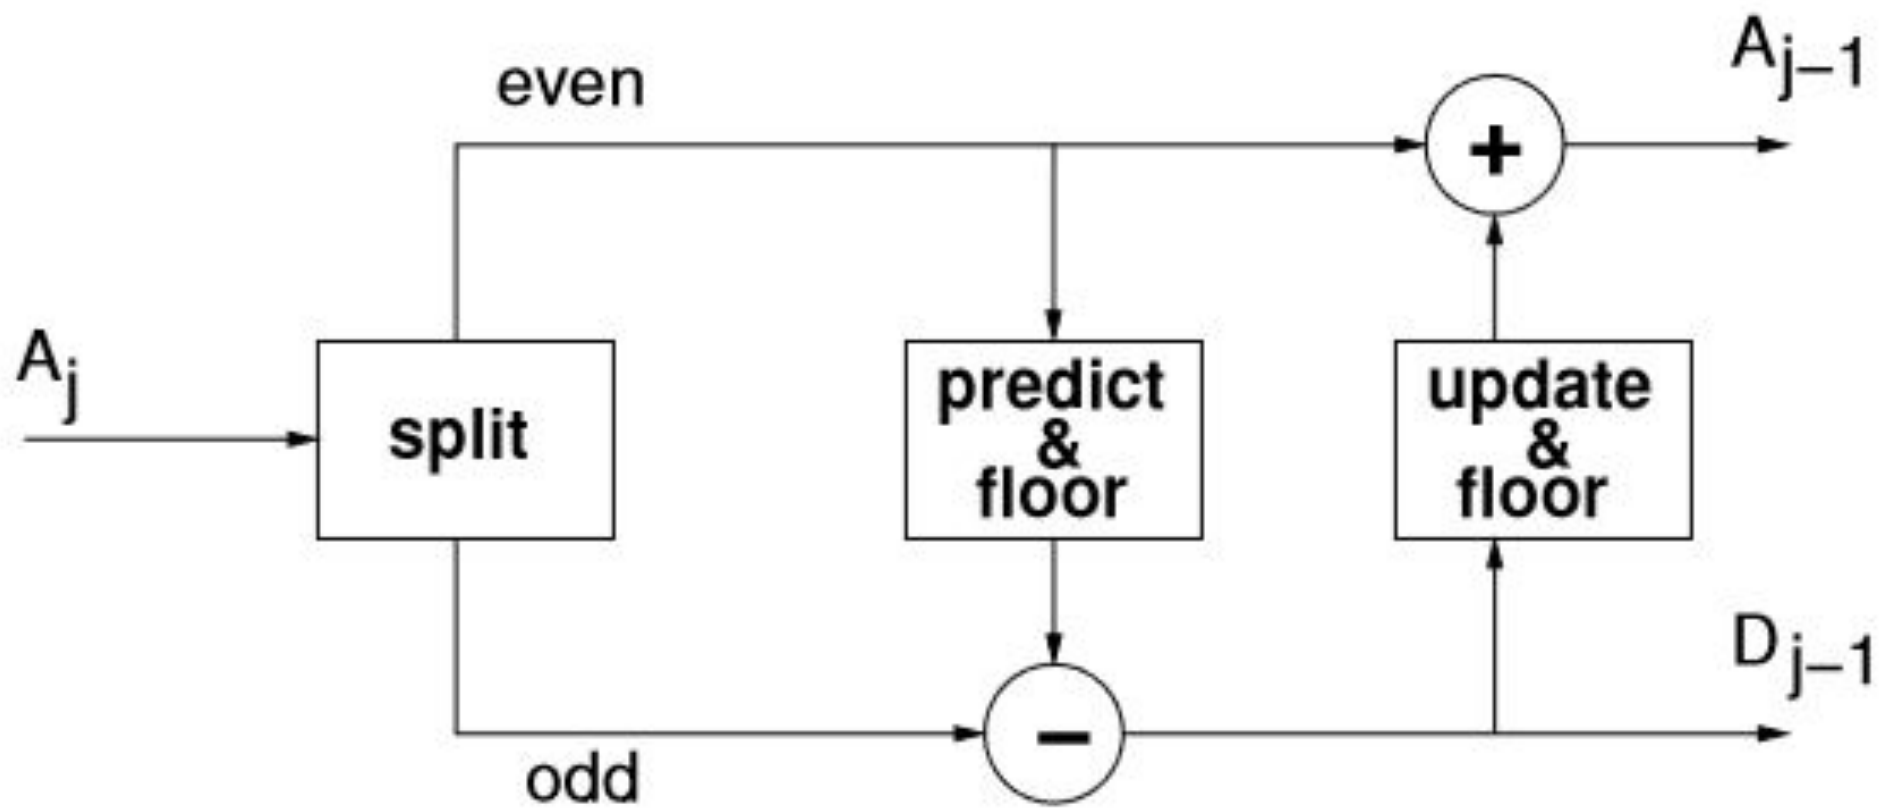 even
A j–1
+
A j
split
predict
&
floor
update
&
floor
D j–1
–
odd